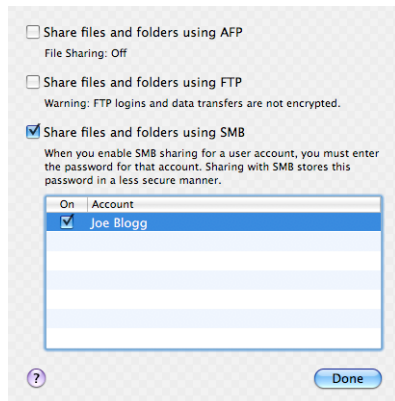 Share files and folders using AFP
File Sharing: Off
Share files and folders using FTP
Warning: FTP logins and data transfers are not encrypted.
Share files and folders using SMB
When you enable SMB sharing for a user account, you must enter
the password for that account. Sharing with SMB stores this
password in a less secure manner.
On Account
Joe Blogg
? Done